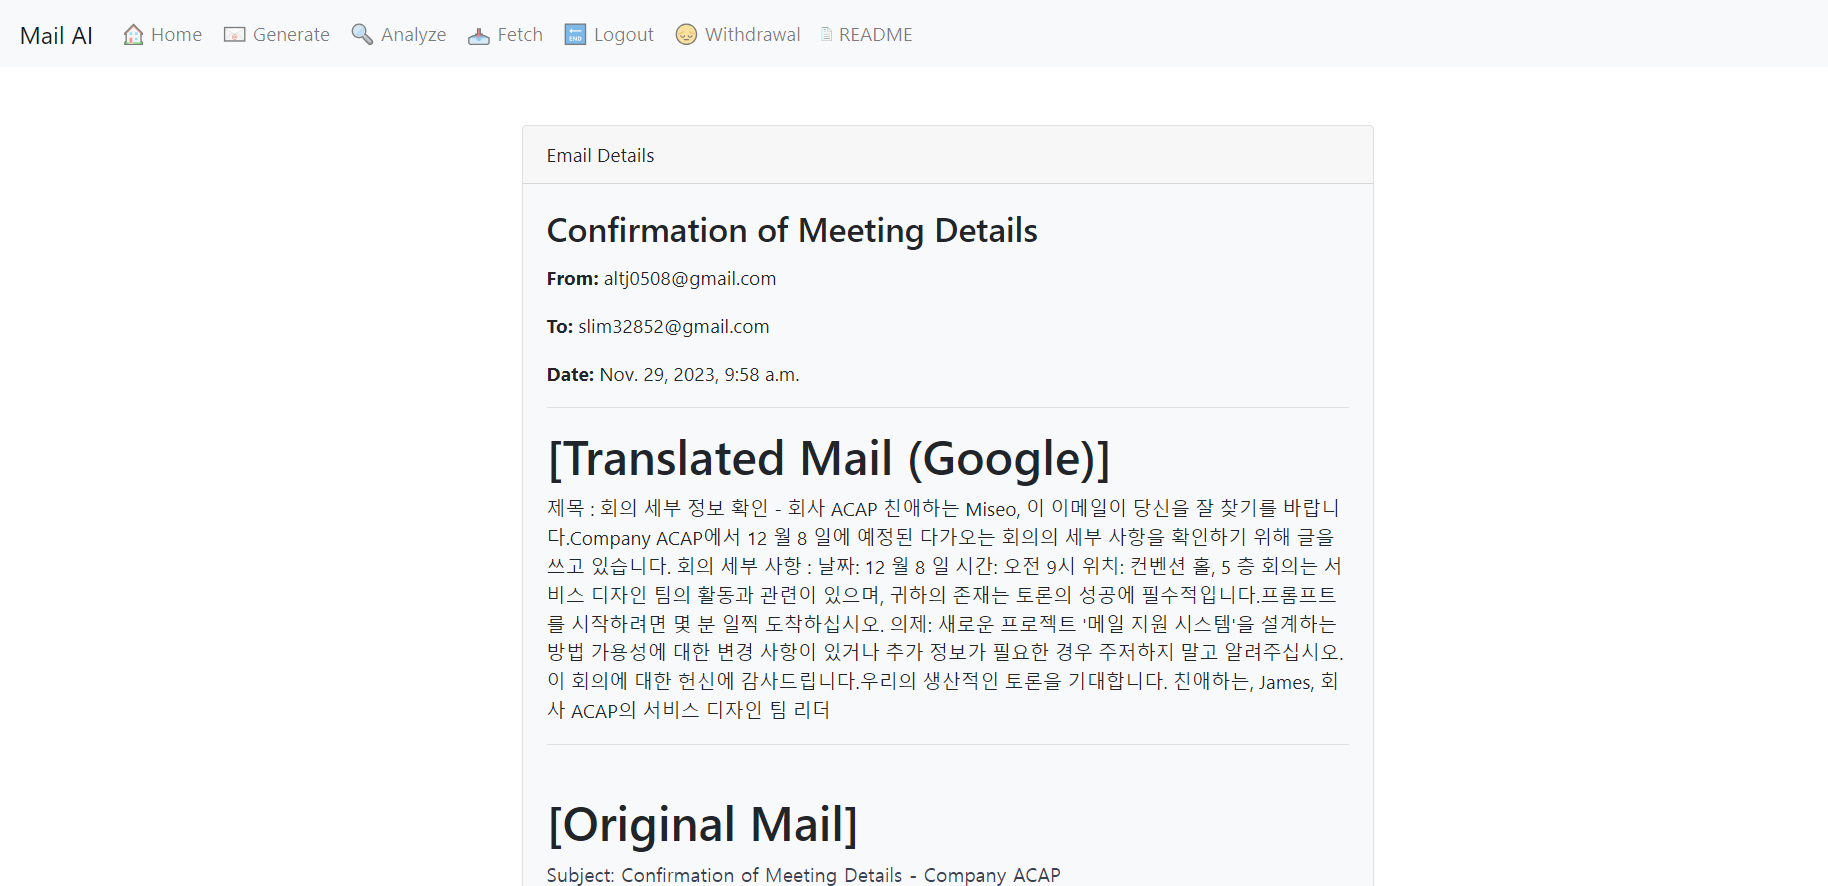 Mail AI Home Generate Analyze Fetch END Logout Withdrawal README
Email Details
Confirmation of Meeting Details
From: altj0508@gmail.com
To: slim32852@gmail.com
Date: Nov. 29, 2023, 9:58 a.m.
[Translated Mail (Google)]
제목 : 회의 세부 정보 확인 - 회사 ACAP 친애하는 Miseo, 이 이메일이 당신을 잘 찾기를 바랍니
다.Company ACAP에서 12 월 8 일에 예정된 다가오는 회의의 세부 사항을 확인하기 위해 글을
쓰고 있습니다. 회의 세부 사항 : 날짜: 12 월 8 일 시간: 오전 9시 위치: 컨벤션 홀, 5 층 회의는 서
비스 디자인 팀의 활동과 관련이 있으며, 귀하의 존재는 토론의 성공에 필수적입니다.프롬프트
를 시작하려면 몇 분 일찍 도착하십시오. 의제: 새로운 프로젝트 '메일 지원 시스템'을 설계하는
방법 가용성에 대한 변경 사항이 있거나 추가 정보가 필요한 경우 주저하지 말고 알려주십시오.
이 회의에 대한 헌신에 감사드립니다.우리의 생산적인 토론을 기대합니다. 친애하는, James, 회
사 ACAP의 서비스 디자인 팀 리더
[Original Mail]
Subject: Confirmation of Meeting Details - Company ACAP